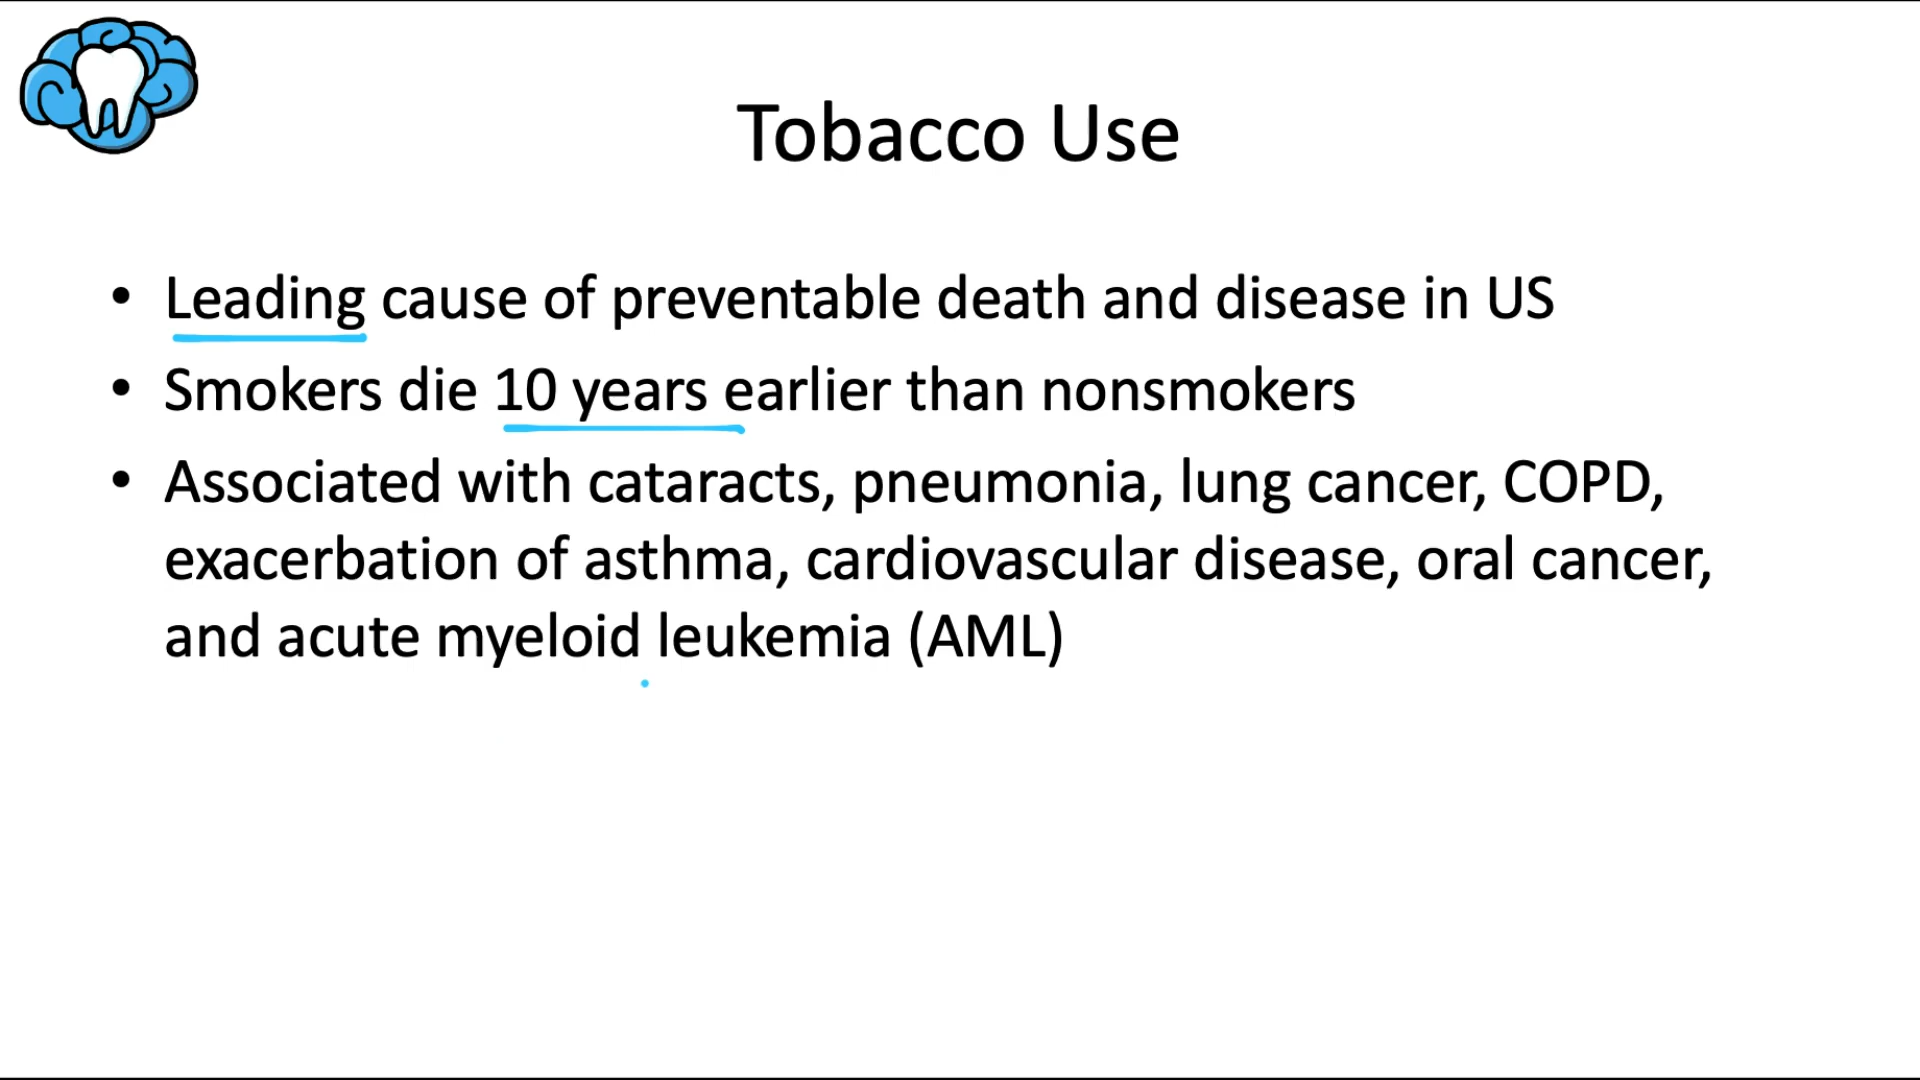 Tobacco Use
• Leading cause of preventable death and disease in US
• Smokers die 10 years earlier than nonsmokers
• Associated with cataracts, pneumonia, lung cancer, COPD,
exacerbation of asthma, cardiovascular disease, oral cancer,
and acute myeloid leukemia (AML)